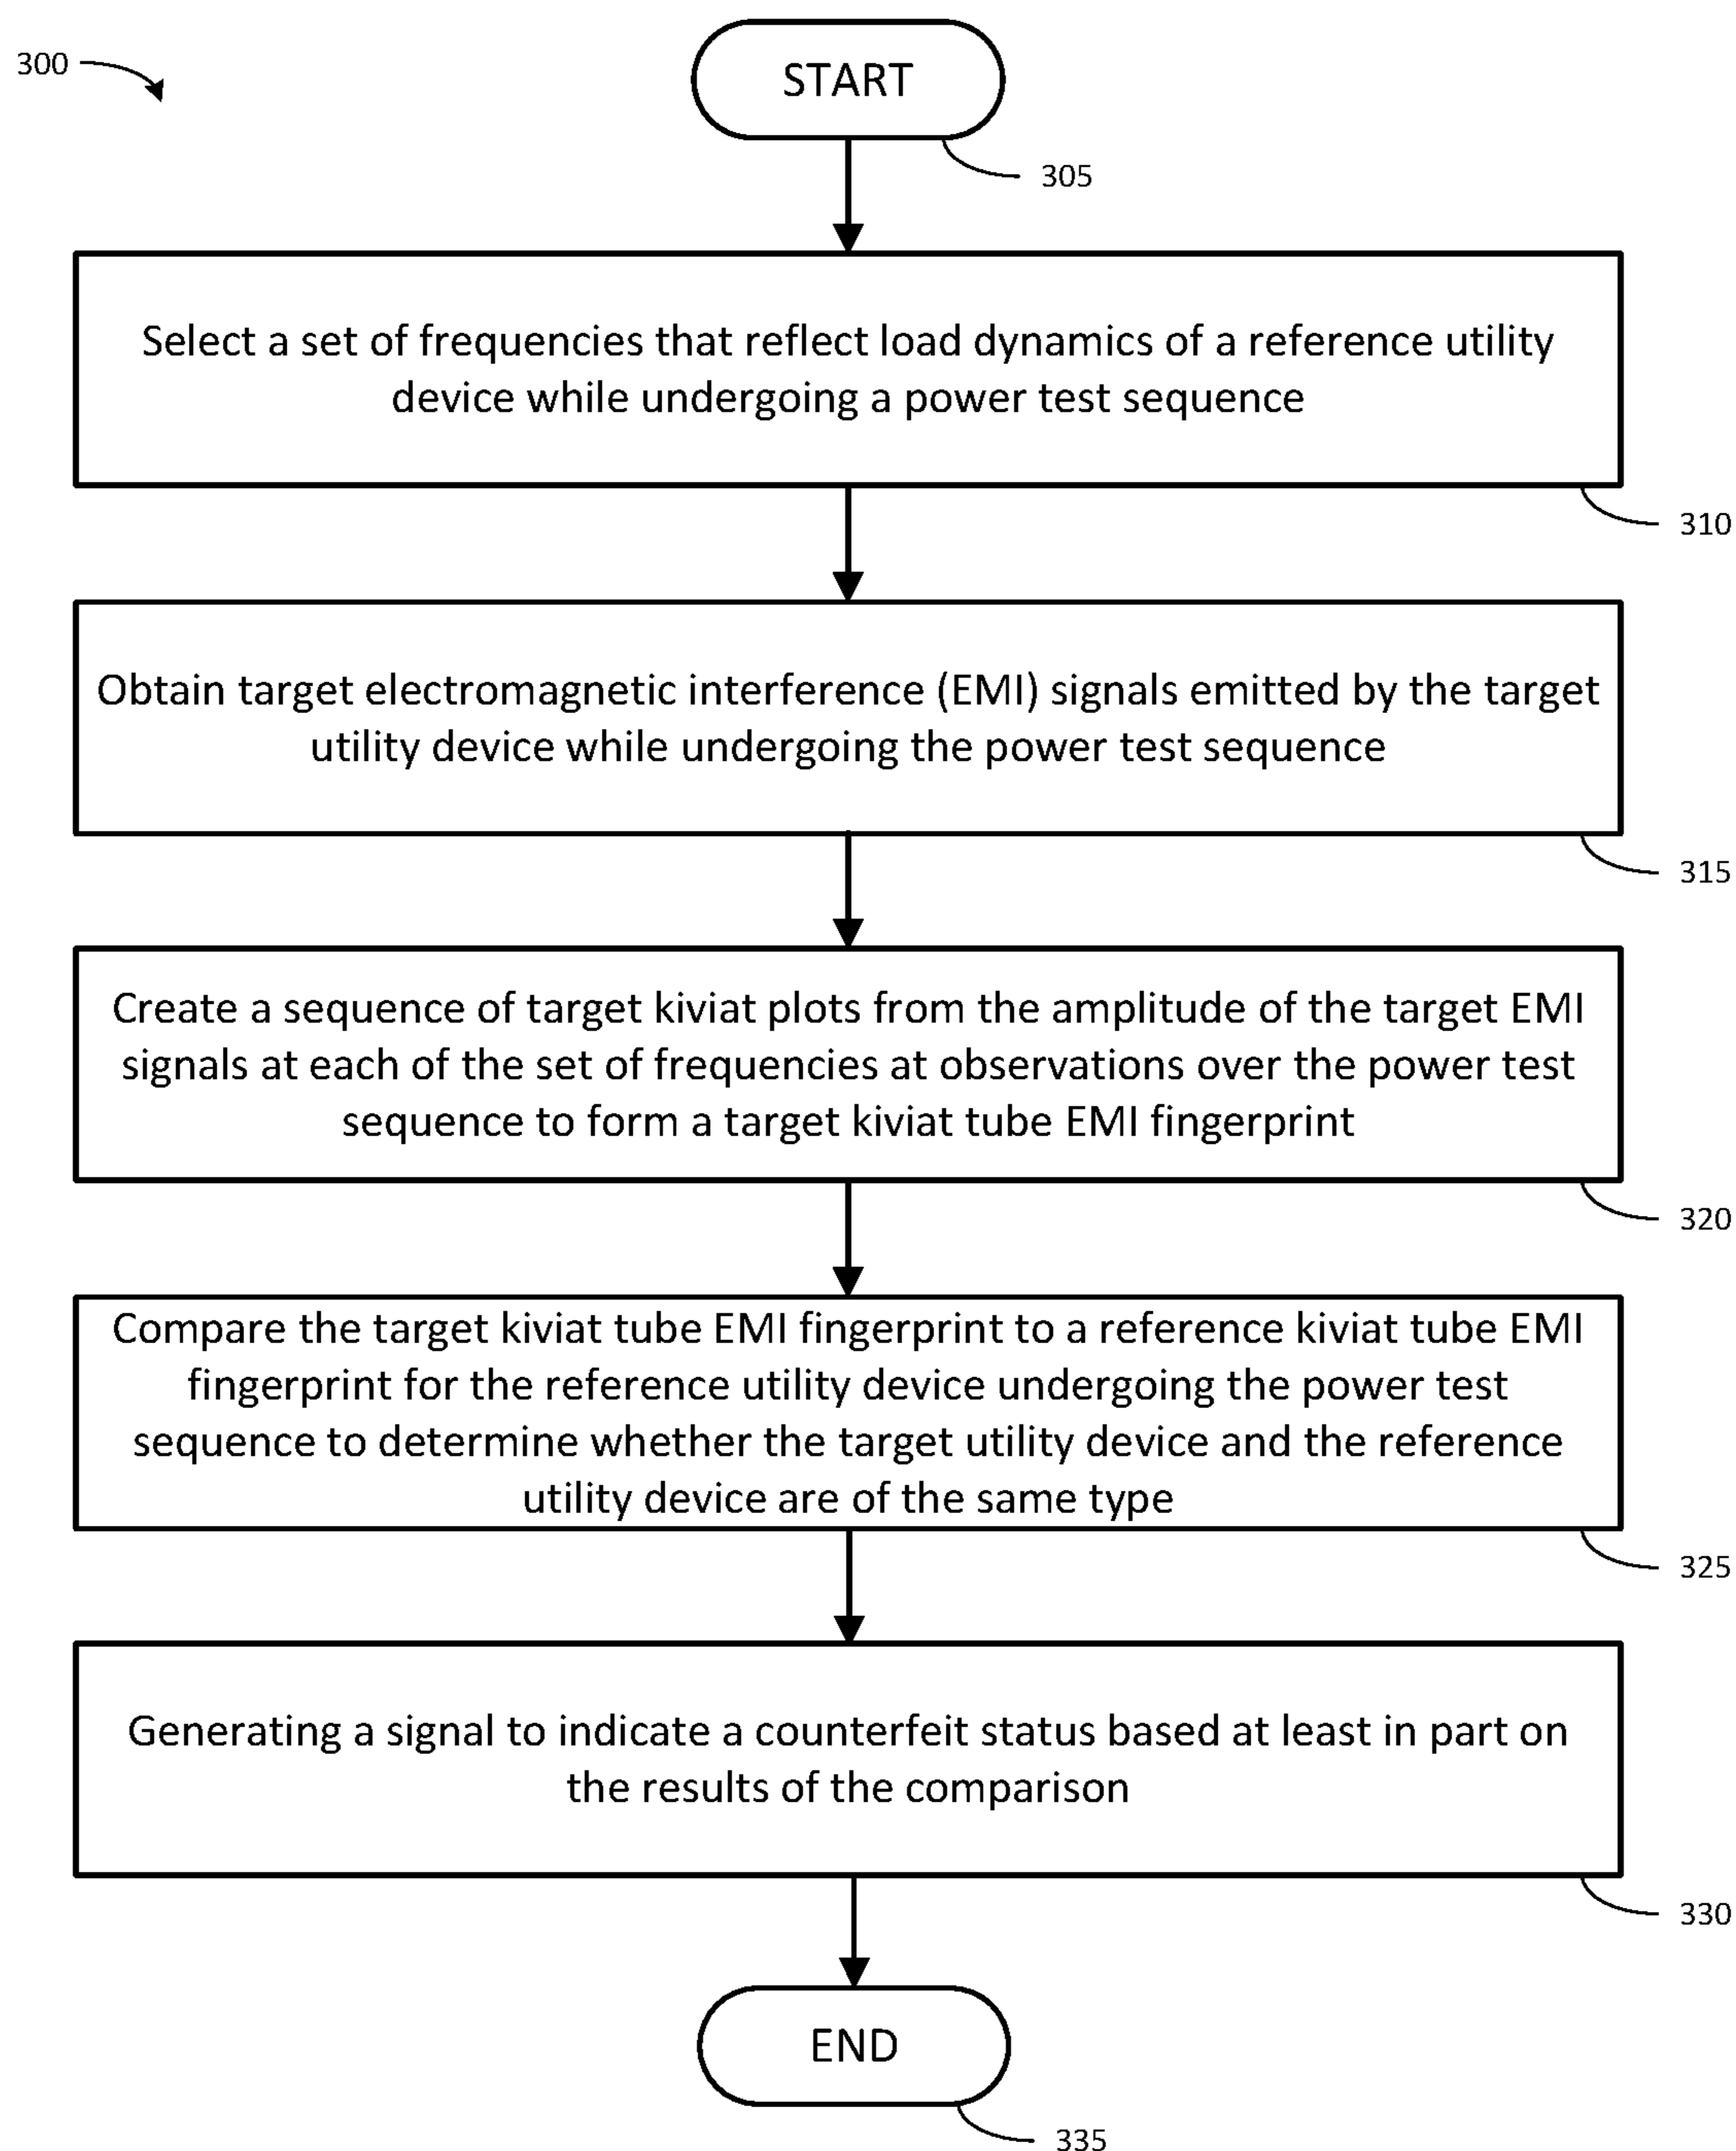 300
START
305
Select a set of frequencies that reflect load dynamics of a reference utility
device while undergoing a power test sequence
310
Obtain target electromagnetic interference (EMI) signals emitted by the target
utility device while undergoing the power test sequence
315
Create a sequence of target kiviat plots from the amplitude of the target EMI
signals at each of the set of frequencies at observations over the power test
sequence to form a target kiviat tube EMI fingerprint
320
Compare the target kiviat tube EMI fingerprint to a reference kiviat tube EMI
fingerprint for the reference utility device undergoing the power test
sequence to determine whether the target utility device and the reference
utility device are of the same type
325
Generating a signal to indicate a counterfeit status based at least in part on
the results of the comparison
330
END
335